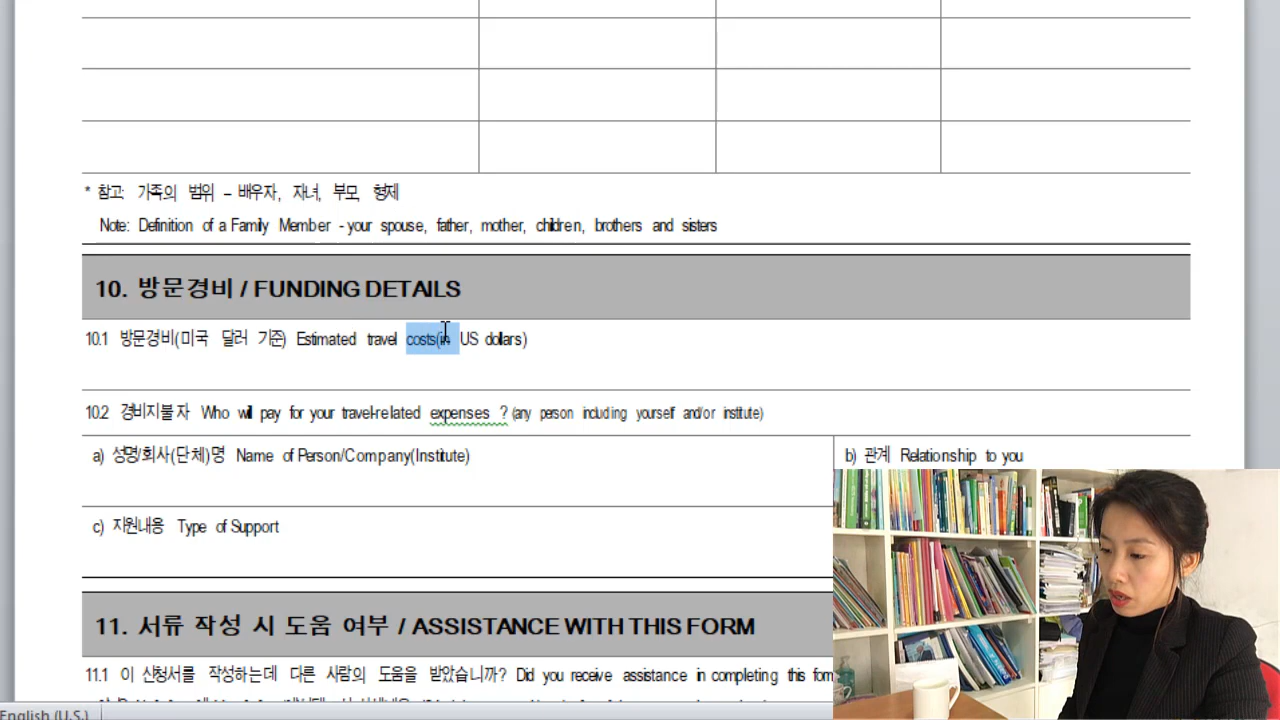 * 참고: 가족의 범위 – 배우자, 자녀, 부모, 형제
Note: Definition of a Family Member - your spouse, father, mother, children, brothers and sisters
10. 방문경비 / FUNDING DETAILS
10.1 방문경비(미국 달러 기준) Estimated travel costs(in US dollars)
10.2 경비지불자 Who will pay for your travel-related expenses ? (any person including yourself and/or institute)
a) 성명/회사(단체)명 Name of Person/Company(Institute)
b) 관계 Relationship to you
c) 지원내용 Type of Support
11. 서류 작성 시 도움 여부 / ASSISTANCE WITH THIS FORM
11.1 이 신청서를 작성하는데 다른 사람의 도움을 받았습니까? Did you receive assistance in completing this form
English (U.S.)